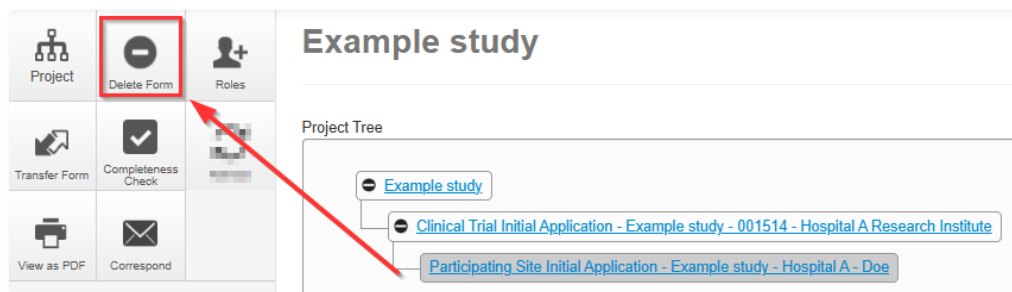 Project
Delete Form
Roles
Transfer Form
Completeness
Check
View as PDF
Correspond
Example study
Project Tree
Example study
Clinical Trial Initial Application - Example study - 001514 - Hospital A Research Institute
Participating Site Initial Application - Example study - Hospital A - Doe